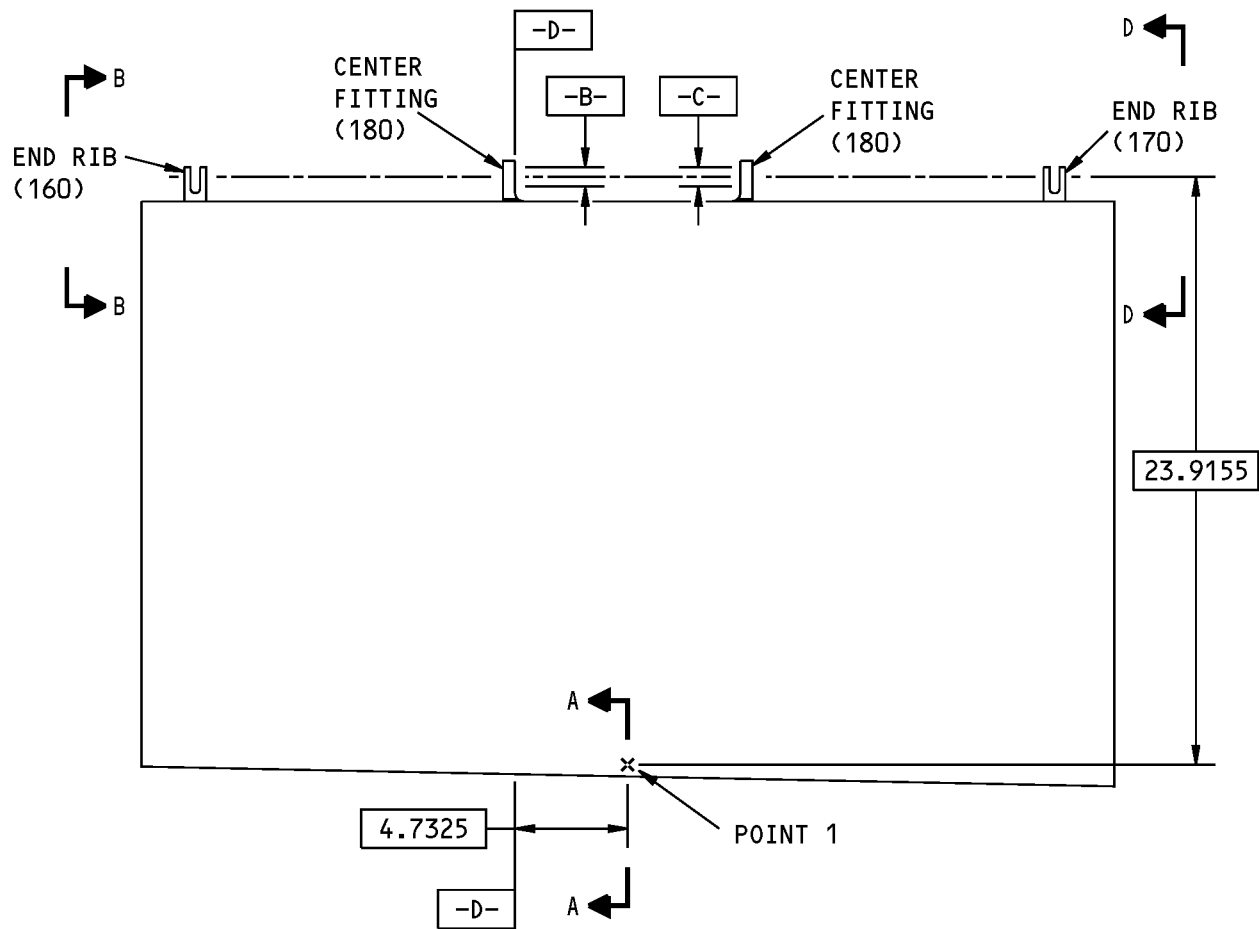 -D-
D
B
CENTER
FITTING
(180)
-B-
-C-
CENTER
FITTING
(180)
END RIB
(170)
END RIB
(160)
B
D
23.9155
A
4.7325
POINT 1
-D-
A